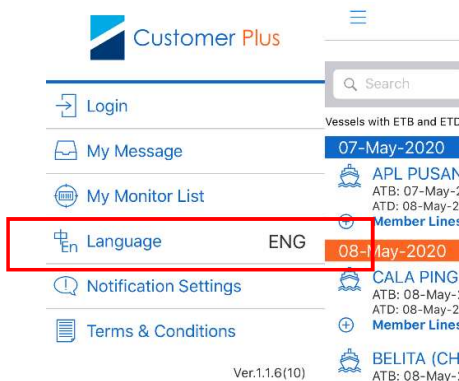 Customer Plus
Login
My Message
My Monitor List
中
En Language ENG
Notification Settings
Terms & Conditions
Ver.1.1.6(10)
Search
Vessels with ETB and ETD
07-May-2020
APL PUSAN
ATB: 07-May-2
ATD: 08-May-2
Member Lines
08-May-2020
CALA PING
ATB: 08-May-
ATD: 08-May-2
Member Lines
BELITA (CH
ATB: 08-May-2